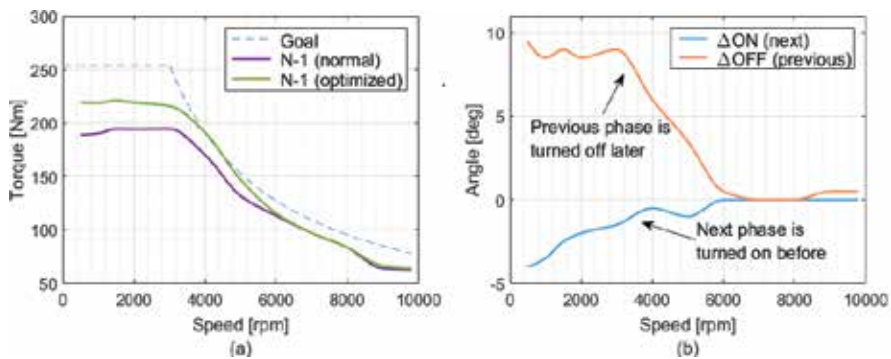 300
250
200
150
100
50
Torque [Nm]
Goal
N-1 (normal)
N-1 (optimized)
0 2000 4000 6000 8000 10000
Speed [rpm]
(a)
10
5
0
-5
Angle [deg]
ΔON (next)
ΔOFF (previous)
Previous phase is
turned off later
Next phase is
turned on before
0 2000 4000 6000 8000 10000
Speed [rpm]
(b)